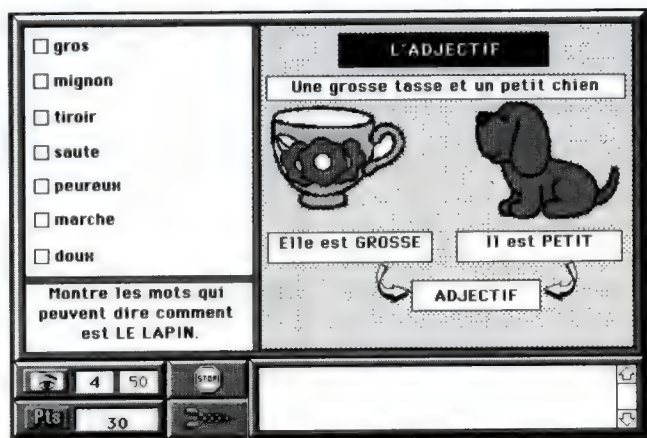 gros
mignon
tiroir
saute
peureux
marche
doux
Montre les mots qui
peuvent dire comment
est LE LAPIN.
L'ADJECTIF
Une grosse tasse et un petit chien
Elle est GROSSE
Il est PETIT
ADJECTIF
4 50
STOP!
Pts 30